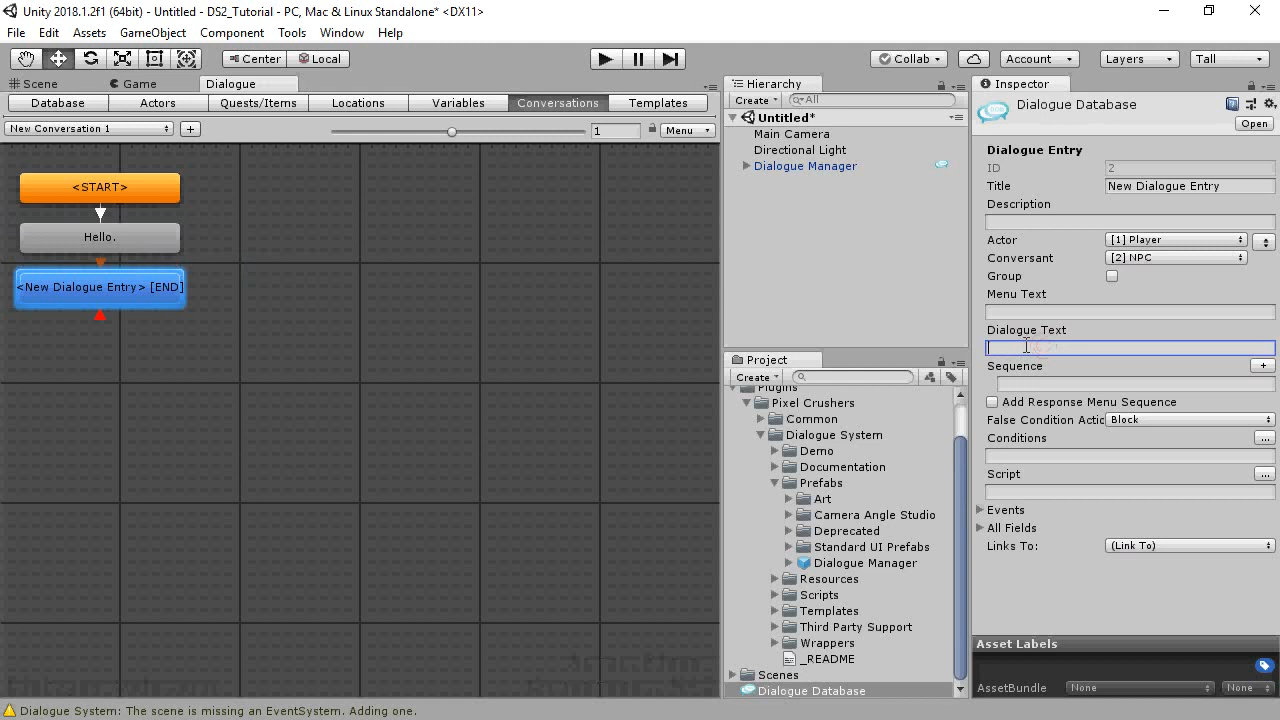 Unity 2018.1.2f1 (64bit) - Untitled - DS2_Tutorial - PC, Mac & Linux Standalone* <DX11>
File Edit Assets GameObject Component Tools Window Help
Center Local Collab Account Layers Tall
Scene Game Dialogue
Database Actors Quests/Items Locations Variables Conversations Templates
New Conversation 1 + 1 Menu
<START>
Hello.
<New Dialogue Entry> [END]
Hierarchy
Create All
Untitled*
Main Camera
Directional Light
Dialogue Manager
Project
Create
Plugins
Pixel Crushers
Common
Dialogue System
Demo
Documentation
Prefabs
Art
Camera Angle Studio
Deprecated
Standard UI Prefabs
Dialogue Manager
Resources
Scripts
Templates
Third Party Support
Wrappers
_README
Scenes
Dialogue Database
Inspector
Dialogue Database
Open
Dialogue Entry
ID 2
Title New Dialogue Entry
Description
Actor [1] Player
Conversant [2] NPC
Group
Menu Text
Dialogue Text
Sequence +
Add Response Menu Sequence
False Condition Actic Block
Conditions ...
Script ...
Events
All Fields
Links To: (Link To)
Asset Labels
AssetBundle None None
Dialogue System: The scene is missing an EventSystem. Adding one.